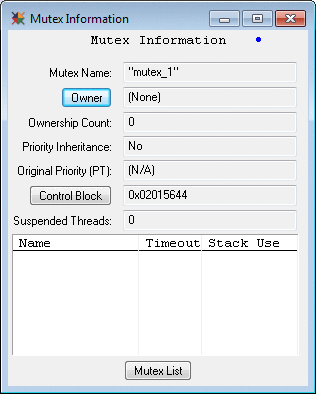 Mutex Information
Mutex Information
Mutex Name: "mutex_1"
Owner (None)
Ownership Count: 0
Priority Inheritance: No
Original Priority (PT): (N/A)
Control Block 0x02015644
Suspended Threads: 0
Name Timeout Stack Use
Mutex List